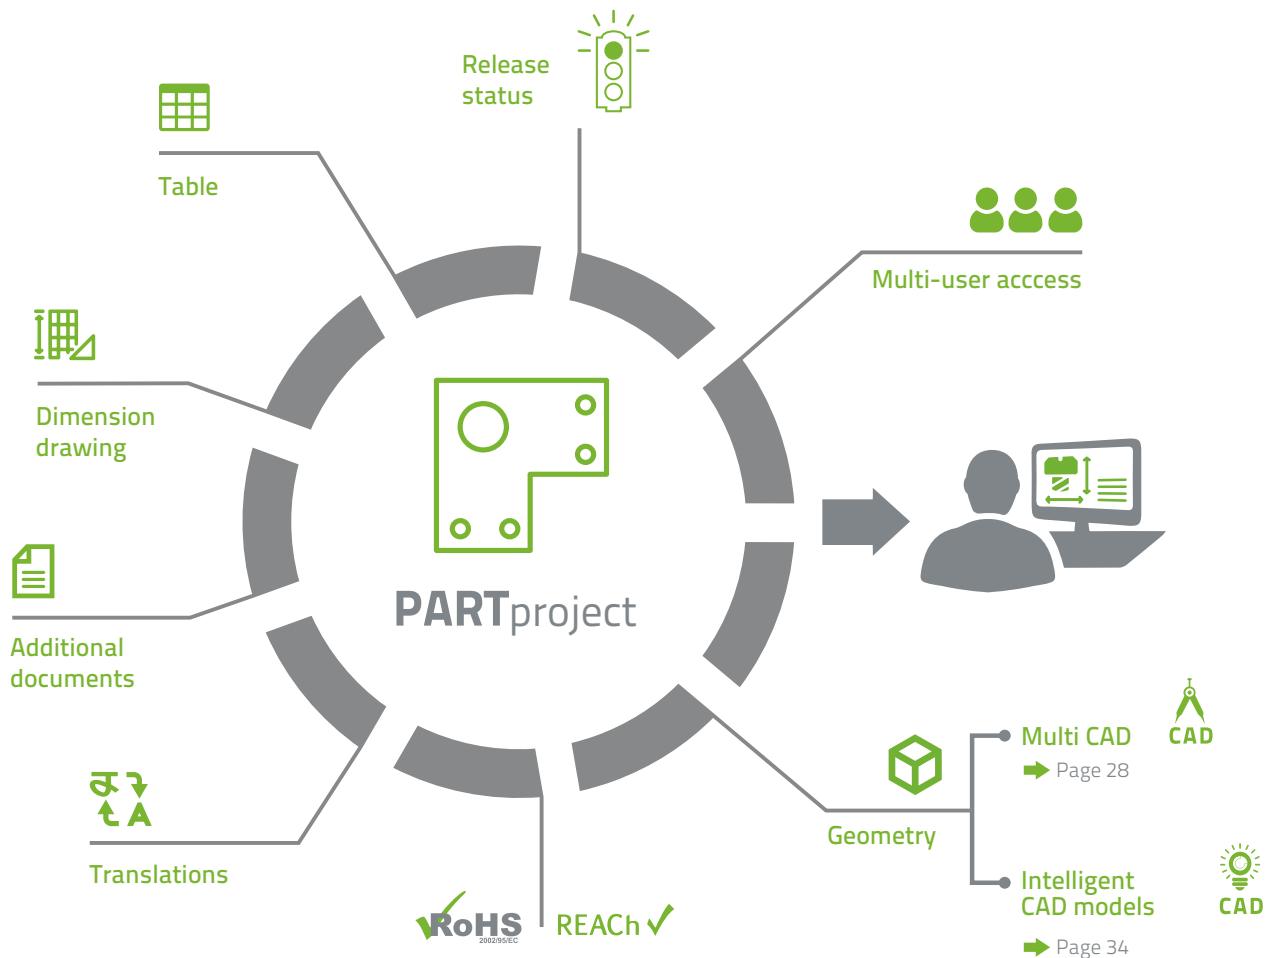 Release
status
Table
Multi-user acccess
Dimension
drawing
PARTproject
Additional
documents
Multi CAD
CAD
Page 28
Geometry
Translations
Intelligent
CAD models
CAD
Page 34
RoHS
2002/95/EC
REACh